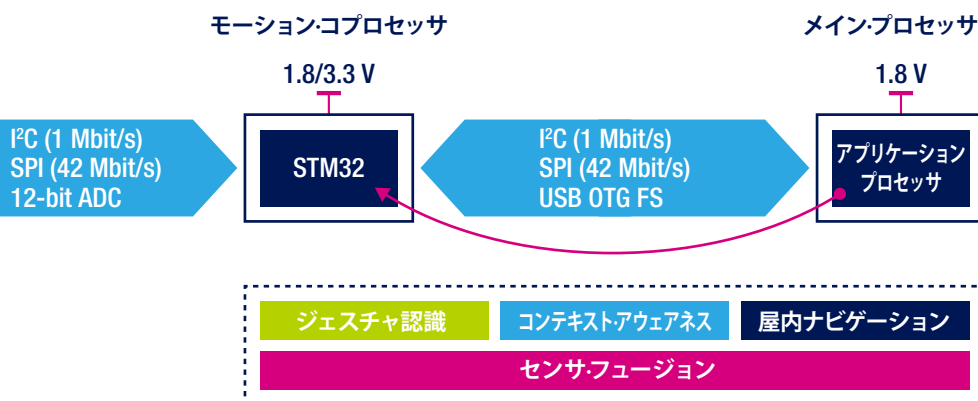 モーション・コプロセッサ
メイン・プロセッサ
1.8/3.3 V
1.8 V
I²C (1 Mbit/s)
SPI (42 Mbit/s)
12-bit ADC
STM32
I²C (1 Mbit/s)
SPI (42 Mbit/s)
USB OTG FS
アプリケーション
プロセッサ
ジェスチャ認識
コンテキスト・アウェアネス
屋内ナビゲーション
センサ・フュージョン